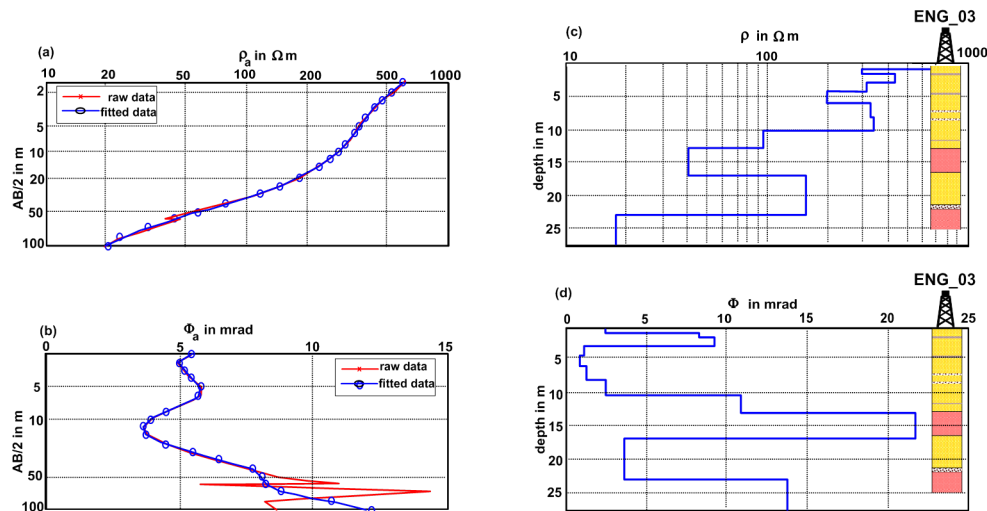 (a)
ρa in Ω m
10 20 50 100 200 500 1000
AB/2 in m
2
5
10
20
50
100
raw data
fitted data
(b)
Φa in mrad
0 5 10 15
AB/2 in m
5
10
50
100
raw data
fitted data
ENG_03
(c)
ρ in Ω m
10 100 1000
depth in m
5
10
15
20
25
ENG_03
(d)
Φ in mrad
0 5 10 15 20 25
depth in m
5
10
15
20
25